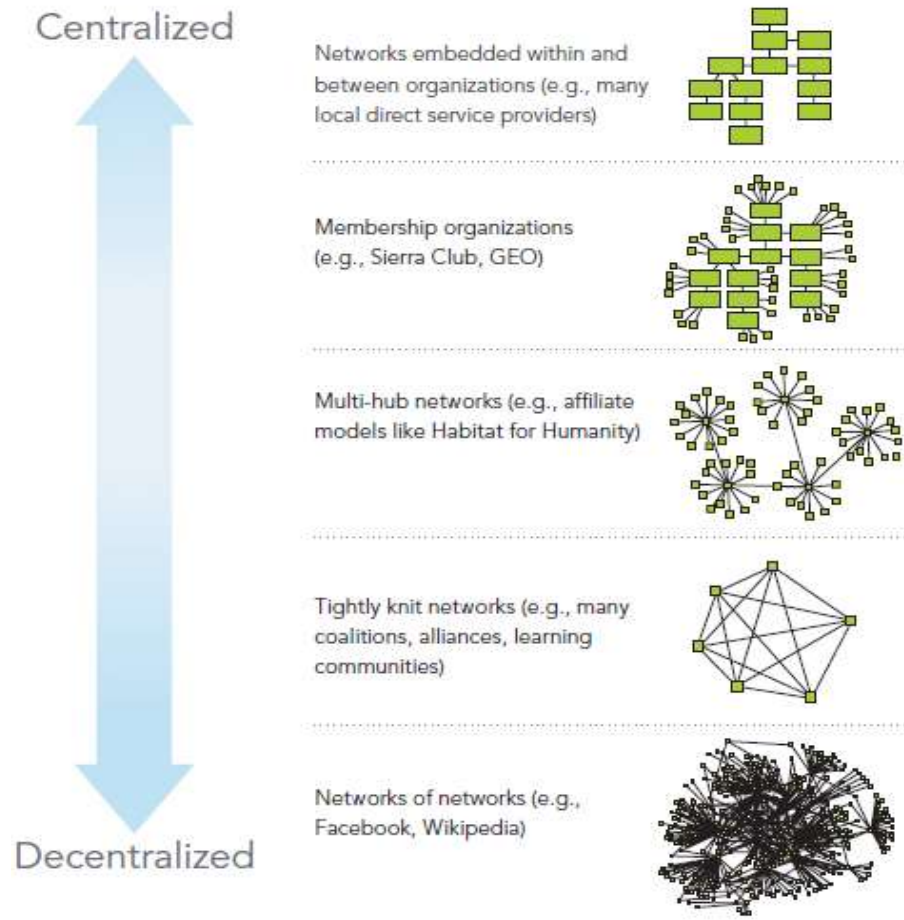 Centralized
Networks embedded within and
between organizations (e.g., many
local direct service providers)
Membership organizations
(e.g., Sierra Club, GEO)
Multi-hub networks (e.g., affiliate
models like Habitat for Humanity)
Tightly knit networks (e.g., many
coalitions, alliances, learning
communities)
Networks of networks (e.g.,
Facebook, Wikipedia)
Decentralized